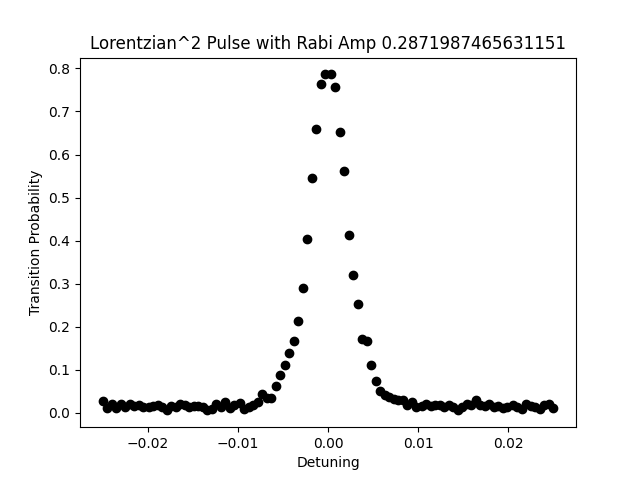 Lorentzian^2 Pulse with Rabi Amp 0.2871987465631151
0.8
0.7
0.6
0.5
0.4
0.3
0.2
0.1
0.0
Transition Probability
−0.02 −0.01 0.00 0.01 0.02
Detuning